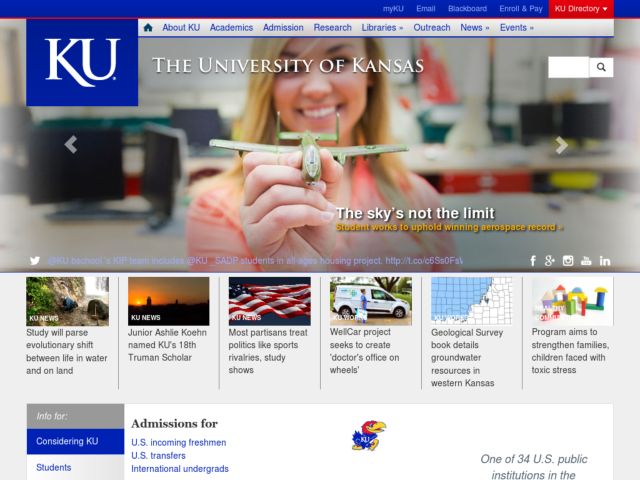 myKU Email Blackboard Enroll & Pay KU Directory
About KU Academics Admission Research Libraries » Outreach News » Events »
KU
THE UNIVERSITY OF KANSAS
The sky's not the limit
Student works to uphold winning aerospace record »
@KU_bschool's KIP team includes @KU_SADP students in all-ages housing project. http://t.co/c6Ss0FsV
KU NEWS
Study will parse
evolutionary shift
between life in water
and on land
KU NEWS
Junior Ashlie Koehn
named KU's 18th
Truman Scholar
KU NEWS
Most partisans treat
politics like sports
rivalries, study
shows
KU WORKS
WellCar project
seeks to create
'doctor's office on
wheels'
KU WORKS
Geological Survey
book details
groundwater
resources in
western Kansas
Program aims to
strengthen families,
children faced with
toxic stress
Info for:
Considering KU
Students
Admissions for
U.S. incoming freshmen
U.S. transfers
International undergrads
KU
One of 34 U.S. public
institutions in the